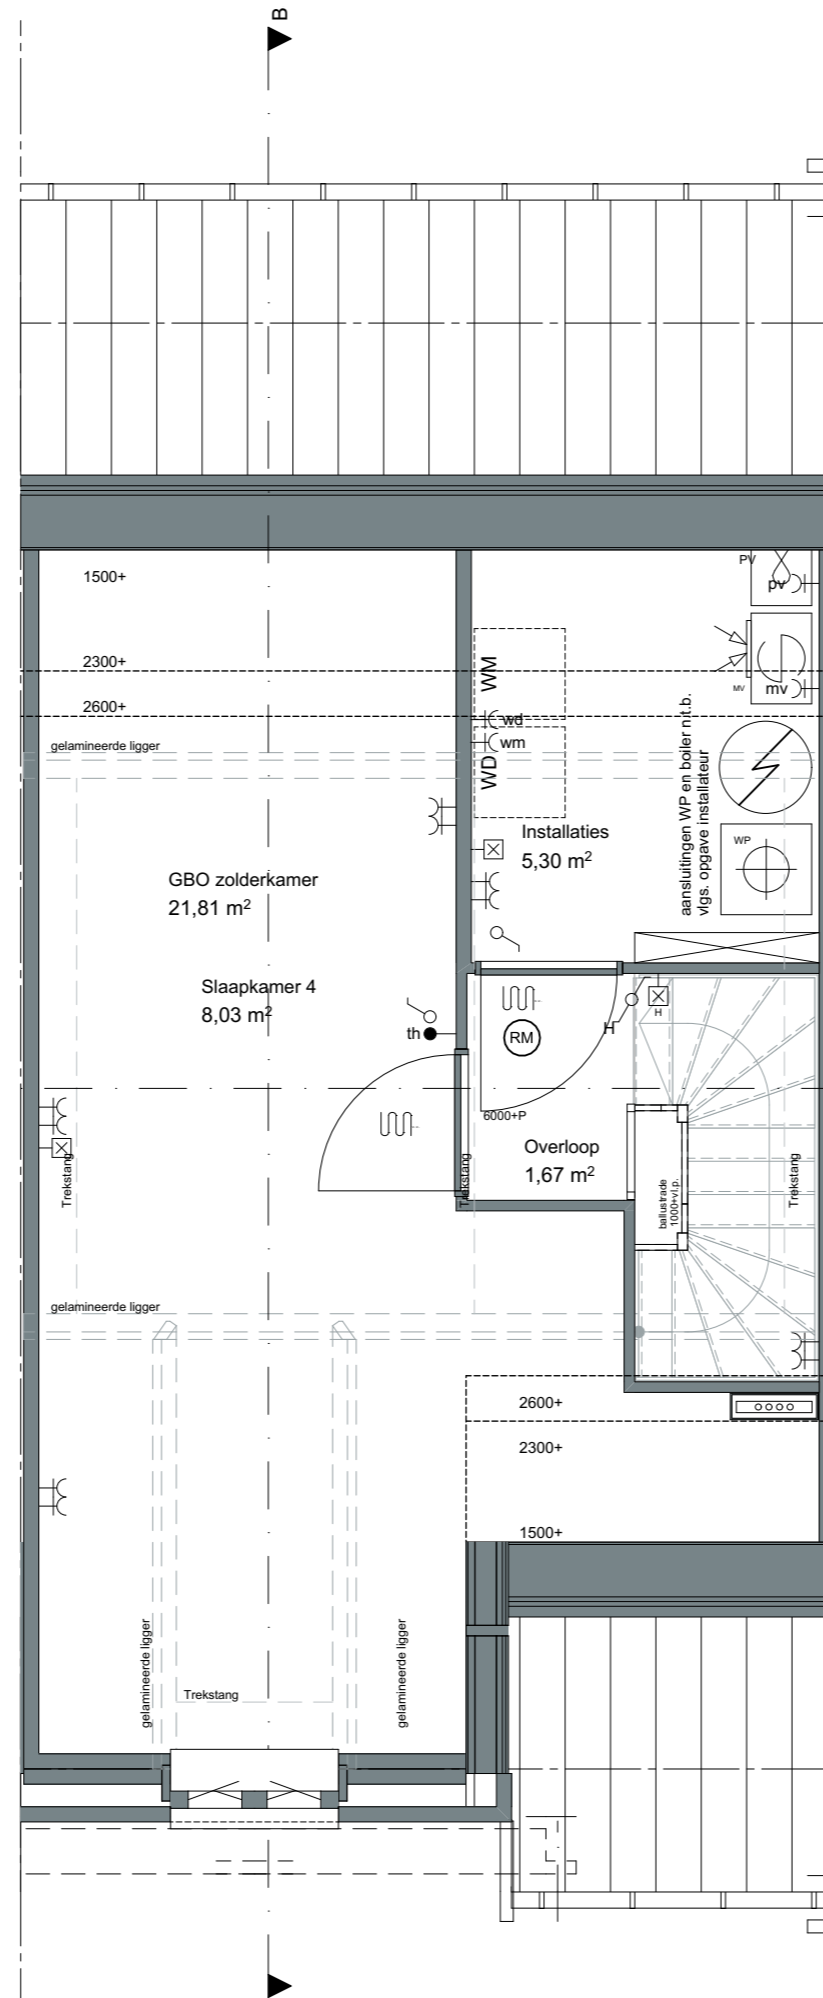 B
1500+
PV
pv
2300+
WM
MV
mv
2600+
wd
gelamineerde ligger
wm
WD
aansluitingen WP en boiler n.t.b.
vlgs. opgave installateur
Installaties
5,30 m²
WP
GBO zolderkamer
21,81 m²
Slaapkamer 4
8,03 m²
th
RM
H
H
6000+P
Overloop
1,67 m²
Trekstang
Trekstang
ballustrade
1000+vl.p.
Trekstang
gelamineerde ligger
2600+
2300+
1500+
gelamineerde ligger
gelamineerde ligger
Trekstang